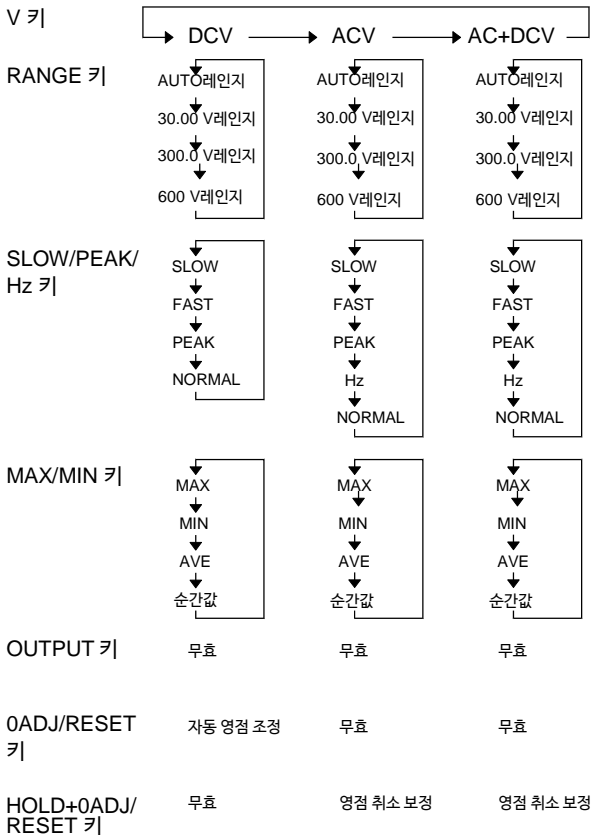 V 키
DCV ACV AC+DCV
RANGE 키
AUTO레인지 AUTO레인지 AUTO레인지
30.00 V레인지 30.00 V레인지 30.00 V레인지
300.0 V레인지 300.0 V레인지 300.0 V레인지
600 V레인지 600 V레인지 600 V레인지
SLOW/PEAK/
Hz 키
SLOW SLOW SLOW
FAST FAST FAST
PEAK PEAK PEAK
NORMAL Hz Hz
NORMAL NORMAL
MAX/MIN 키
MAX MAX MAX
MIN MIN MIN
AVE AVE AVE
순간값 순간값 순간값
OUTPUT 키 무효 무효 무효
0ADJ/RESET
키
자동 영점 조정 무효 무효
HOLD+0ADJ/
RESET 키
무효 영점 취소 보정 영점 취소 보정